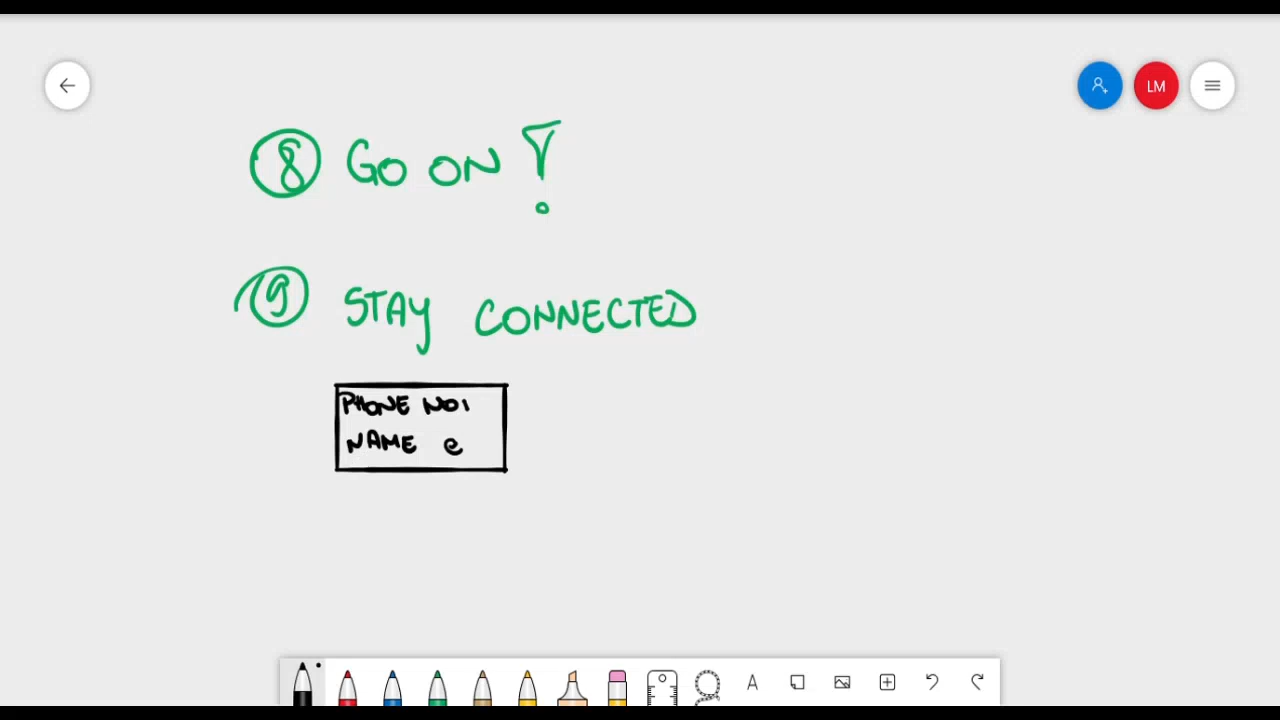 LM
8 GO ON !
9 STAY CONNECTED
PHONE NO
NAME @